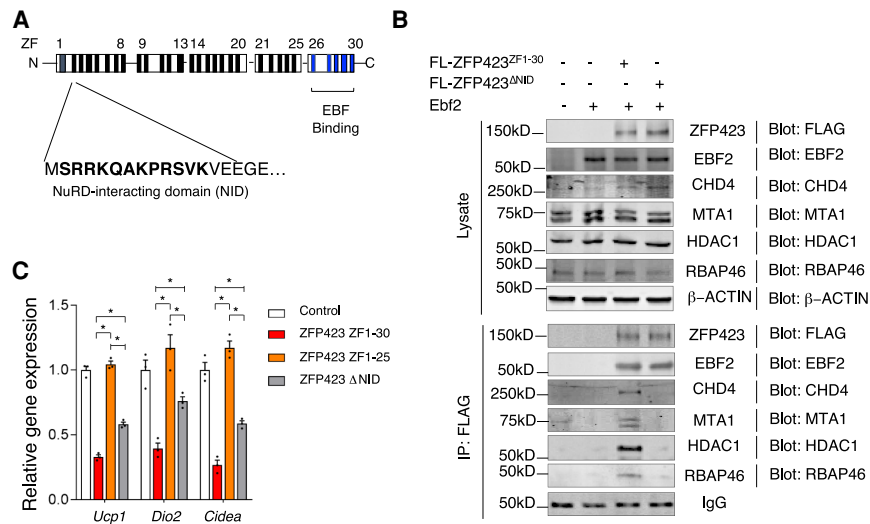 A
ZF 1 8 9 13 14 20 21 25 26 30
N C
EBF
Binding
MSRRKQAKPRSVKVEEGE...
NuRD-interacting domain (NID)
B
FL-ZFP423ZF1-30 - - + -
FL-ZFP423ΔNID - - - +
Ebf2 - + + +
Lysate
150kD ZFP423 Blot: FLAG
50kD EBF2 Blot: EBF2
250kD CHD4 Blot: CHD4
75kD MTA1 Blot: MTA1
50kD HDAC1 Blot: HDAC1
50kD RBAP46 Blot: RBAP46
50kD β-ACTIN Blot: β-ACTIN
IP: FLAG
150kD ZFP423 Blot: FLAG
50kD EBF2 Blot: EBF2
250kD CHD4 Blot: CHD4
75kD MTA1 Blot: MTA1
50kD HDAC1 Blot: HDAC1
50kD RBAP46 Blot: RBAP46
50kD IgG
C
Relative gene expression
1.5
1.0
0.5
0.0
* * * * * * * * *
Ucp1 Dio2 Cidea
Control
ZFP423 ZF1-30
ZFP423 ZF1-25
ZFP423 ΔNID